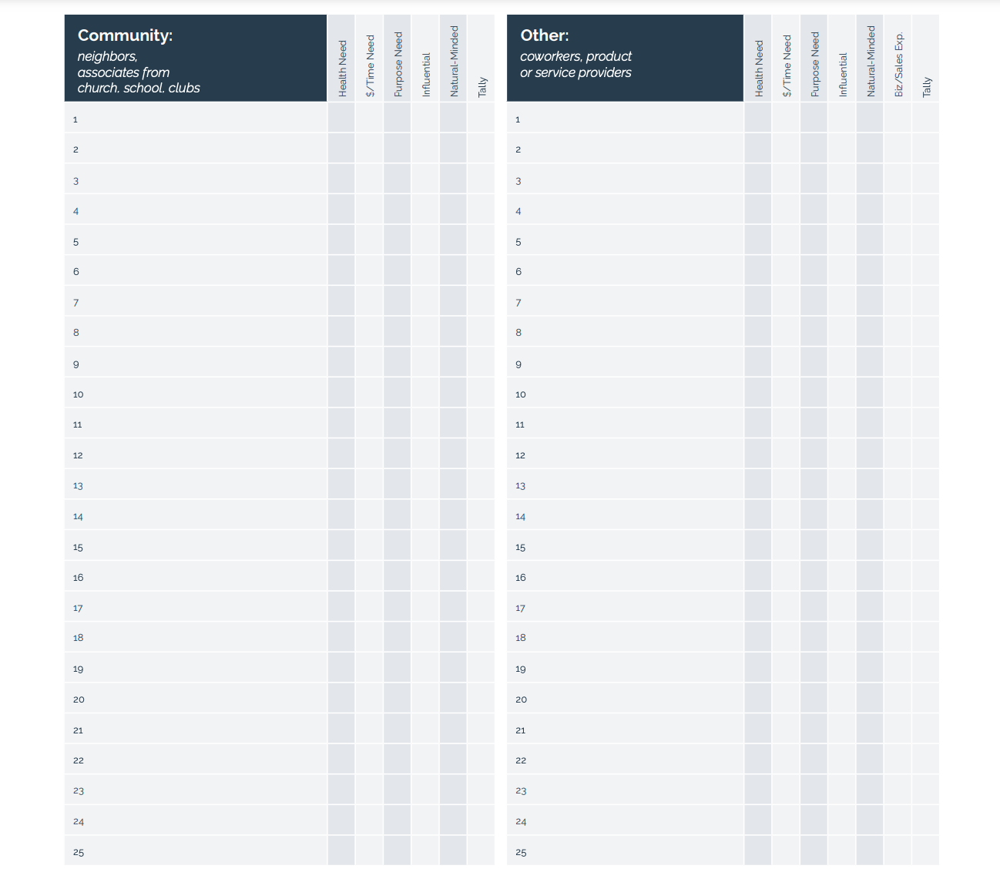 Community:
neighbors,
associates from
church, school, clubs
Health Need
$/Time Need
Purpose Need
Influential
Natural-Minded
Tally
1
2
3
4
5
6
7
8
9
10
11
12
13
14
15
16
17
18
19
20
21
22
23
24
25
Other:
coworkers, product
or service providers
Health Need
$/Time Need
Purpose Need
Influential
Natural-Minded
Biz/Sales Exp.
Tally
1
2
3
4
5
6
7
8
9
10
11
12
13
14
15
16
17
18
19
20
21
22
23
24
25